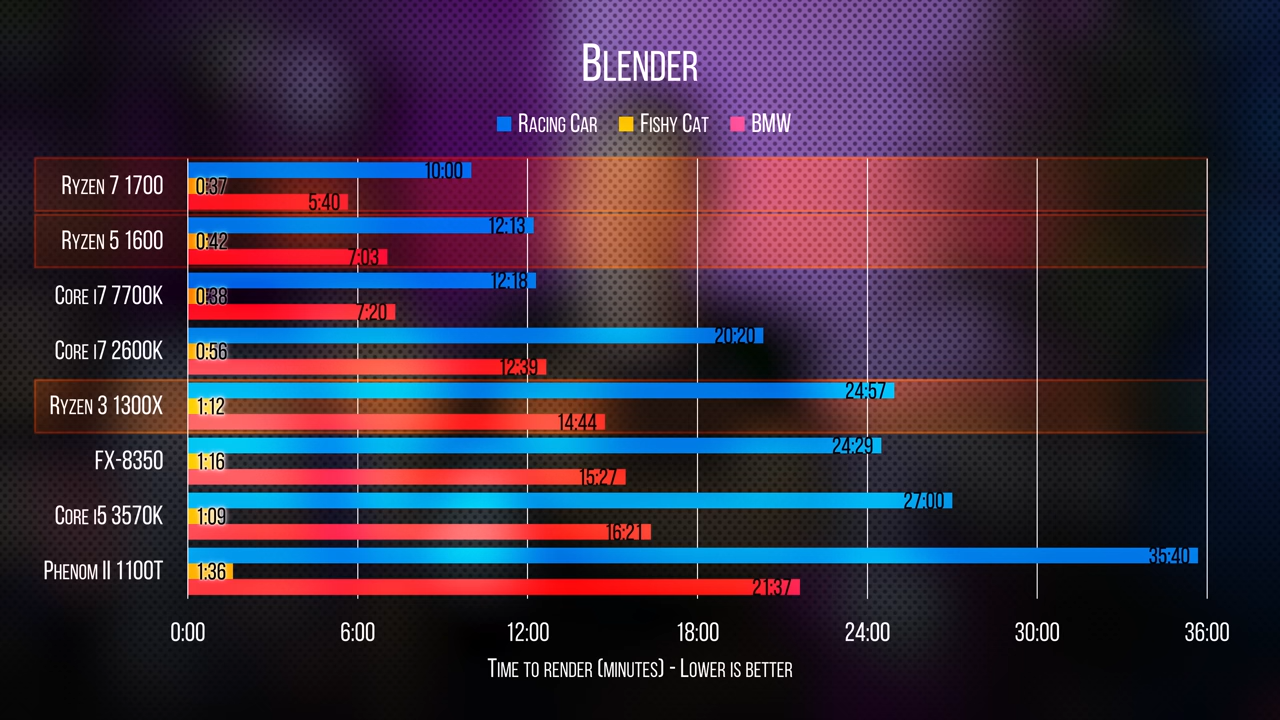 Blender
Racing Car Fishy Cat BMW
Ryzen 7 1700 10:00
0:37
5:40
Ryzen 5 1600 12:13
0:42
7:03
Core i7 7700K 12:18
0:38
7:20
Core i7 2600K 20:20
0:56
12:39
Ryzen 3 1300X 24:57
1:12
14:44
FX-8350 24:29
1:16
15:27
Core i5 3570K 27:00
1:09
16:21
Phenom II 1100T 35:40
1:36
21:37
0:00 6:00 12:00 18:00 24:00 30:00 36:00
Time to render (minutes) - Lower is better